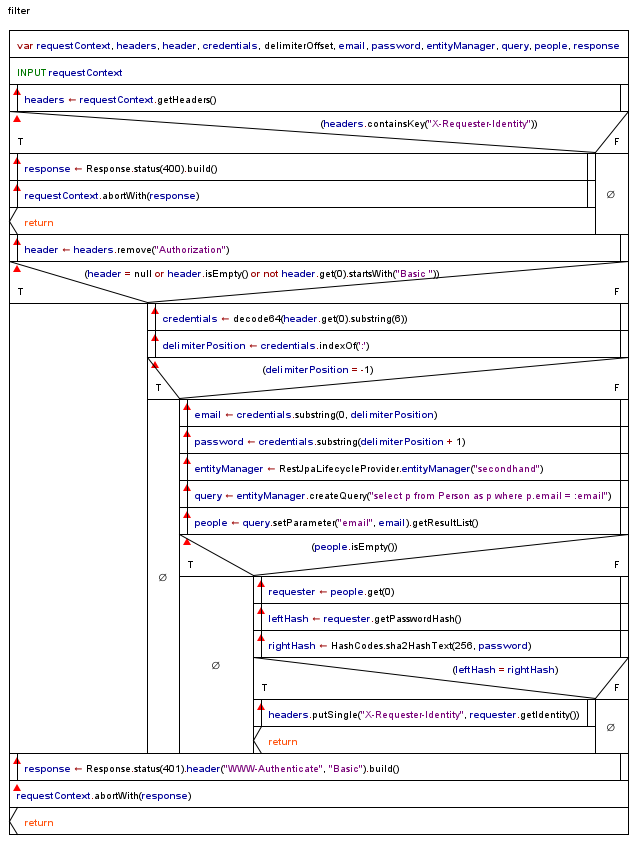 filter
var requestContext, headers, header, credentials, delimiterOffset, email, password, entityManager, query, people, response
INPUT requestContext
headers ← requestContext.getHeaders()
(headers.containsKey("X-Requester-Identity"))
T F
response ← Response.status(400).build()
requestContext.abortWith(response)
∅
return
header ← headers.remove("Authorization")
(header = null or header.isEmpty() or not header.get(0).startsWith("Basic "))
T F
credentials ← decode64(header.get(0).substring(6))
delimiterPosition ← credentials.indexOf(':')
(delimiterPosition = -1)
T F
email ← credentials.substring(0, delimiterPosition)
password ← credentials.substring(delimiterPosition + 1)
entityManager ← RestJpaLifecycleProvider.entityManager("secondhand")
query ← entityManager.createQuery("select p from Person as p where p.email = :email")
people ← query.setParameter("email", email).getResultList()
(people.isEmpty())
T F
∅
requester ← people.get(0)
leftHash ← requester.getPasswordHash()
rightHash ← HashCodes.sha2HashText(256, password)
∅
(leftHash = rightHash)
T F
headers.putSingle("X-Requester-Identity", requester.getIdentity())
∅
return
response ← Response.status(401).header("WWW-Authenticate", "Basic").build()
requestContext.abortWith(response)
return